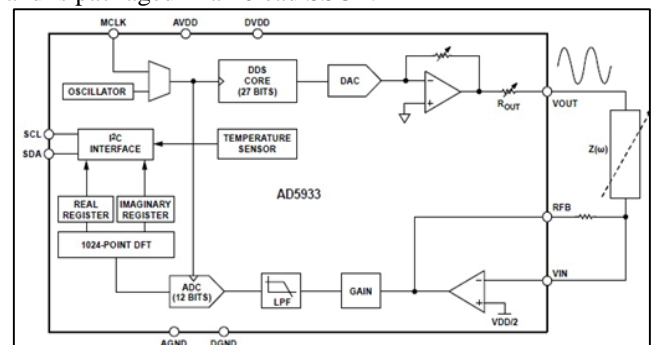 MCLK
AVDD
DVDD
OSCILLATOR
DDS
CORE
(27 BITS)
DAC
ROUT
VOUT
SCL
SDA
I2C
INTERFACE
TEMPERATURE
SENSOR
Z(ω)
AD5933
REAL
REGISTER
IMAGINARY
REGISTER
RFB
1024-POINT DFT
ADC
(12 BITS)
LPF
GAIN
VIN
VDD/2
AGND
DGND